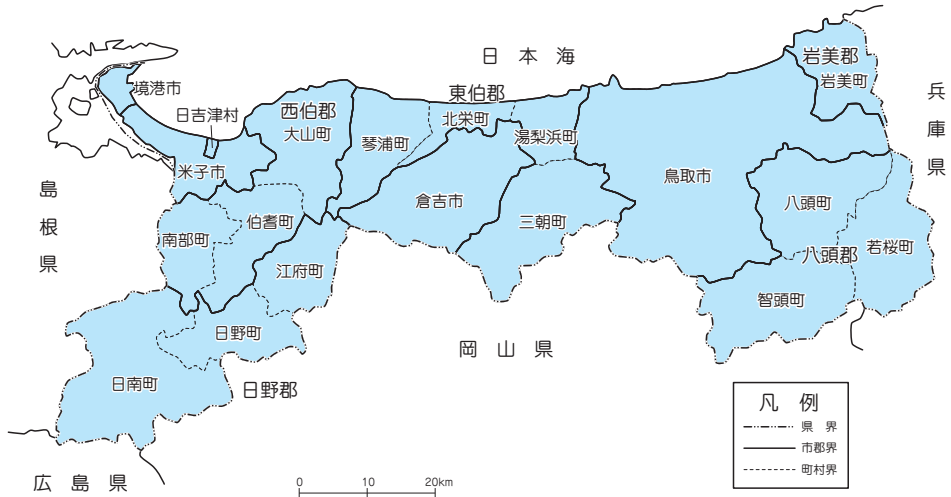 日本海
境港市
日吉津村
米子市
西伯郡
大山町
東伯郡
北栄町
琴浦町
湯梨浜町
倉吉市
三朝町
鳥取市
岩美郡
岩美町
兵庫県
八頭町
八頭郡
若桜町
智頭町
島根県
南部町
伯耆町
江府町
日野町
日南町
日野郡
岡山県
広島県
凡例
県界
市郡界
町村界
0 10 20km